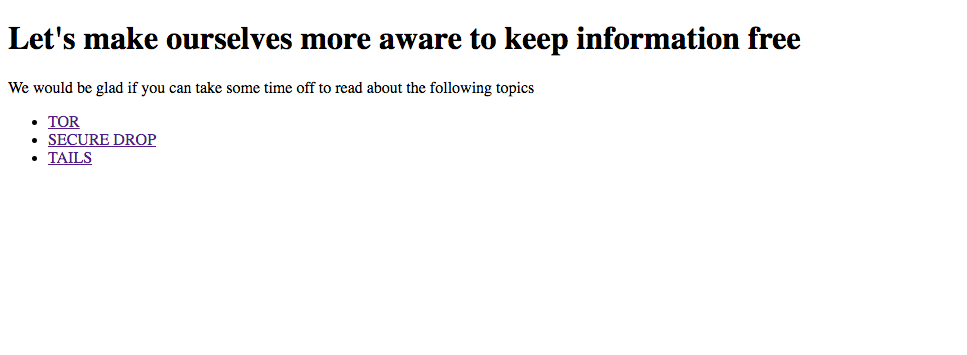 Let's make ourselves more aware to keep information free
We would be glad if you can take some time off to read about the following topics
• TOR
• SECURE DROP
• TAILS